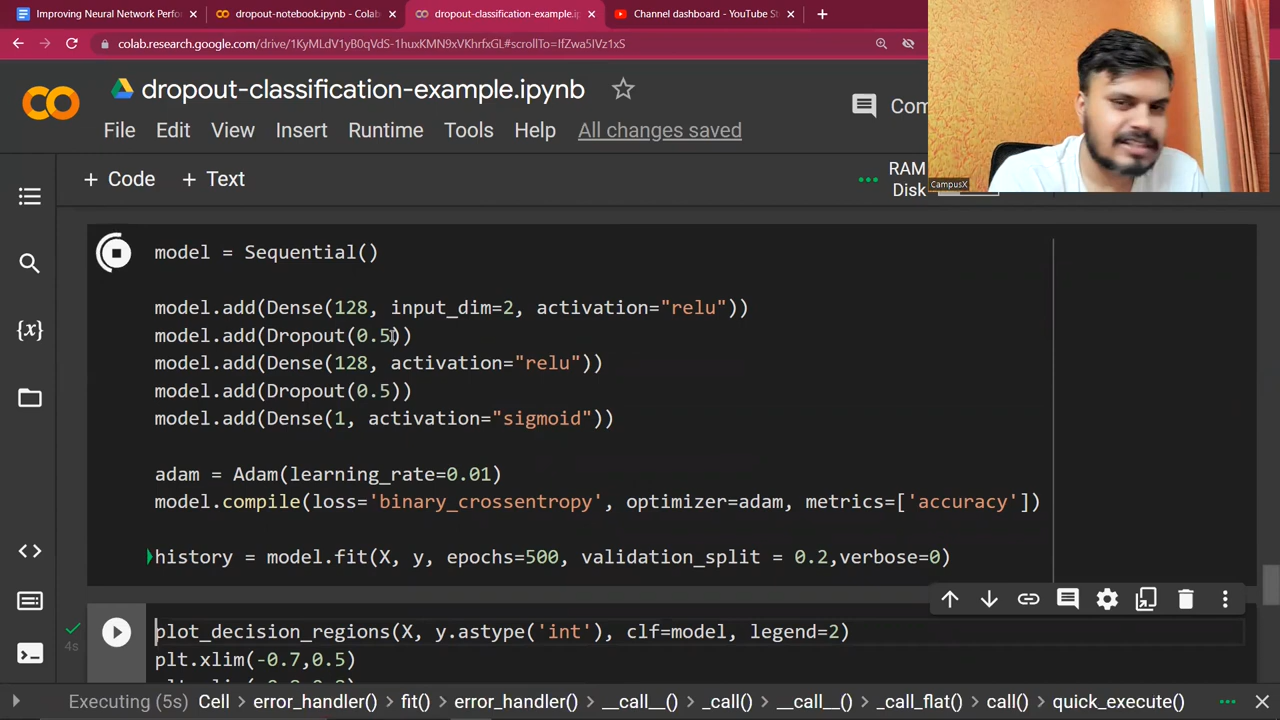 Improving Neural Network Perfor
dropout-notebook.ipynb - Colab
dropout-classification-example.ip
Channel dashboard - YouTube St
colab.research.google.com/drive/1KyMLdV1yB0qVdS-1huxKMN9xVKhrfxGL#scrollTo=IfZwa5IVz1xS
dropout-classification-example.ipynb
File Edit View Insert Runtime Tools Help All changes saved
Com
+ Code + Text
RAM
Disk
CampusX
model = Sequential()
model.add(Dense(128, input_dim=2, activation="relu"))
model.add(Dropout(0.5))
model.add(Dense(128, activation="relu"))
model.add(Dropout(0.5))
model.add(Dense(1, activation="sigmoid"))
adam = Adam(learning_rate=0.01)
model.compile(loss='binary_crossentropy', optimizer=adam, metrics=['accuracy'])
history = model.fit(X, y, epochs=500, validation_split = 0.2,verbose=0)
4s
plot_decision_regions(X, y.astype('int'), clf=model, legend=2)
plt.xlim(-0.7,0.5)
Executing (5s) Cell error_handler() fit() error_handler() __call__() _call() __call__() _call_flat() call() quick_execute()